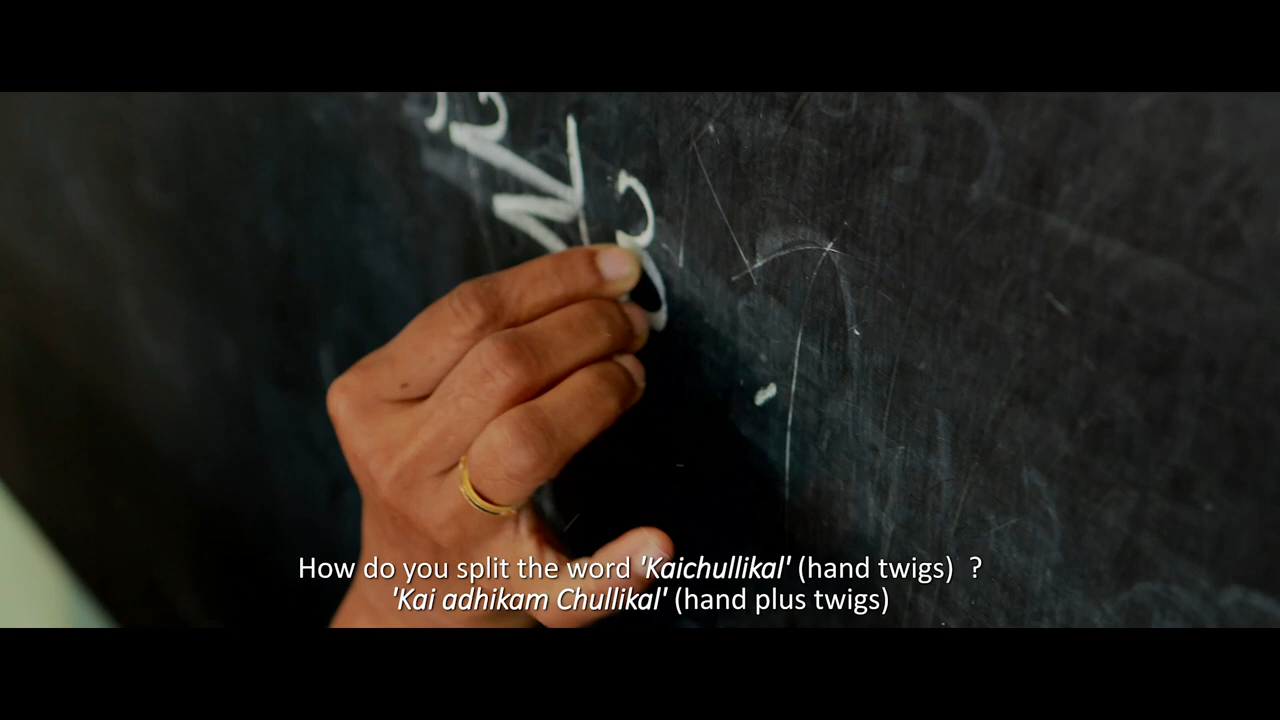 How do you split the word 'Kaichullikal' (hand twigs) ?
'Kai adhikam Chullikal' (hand plus twigs)